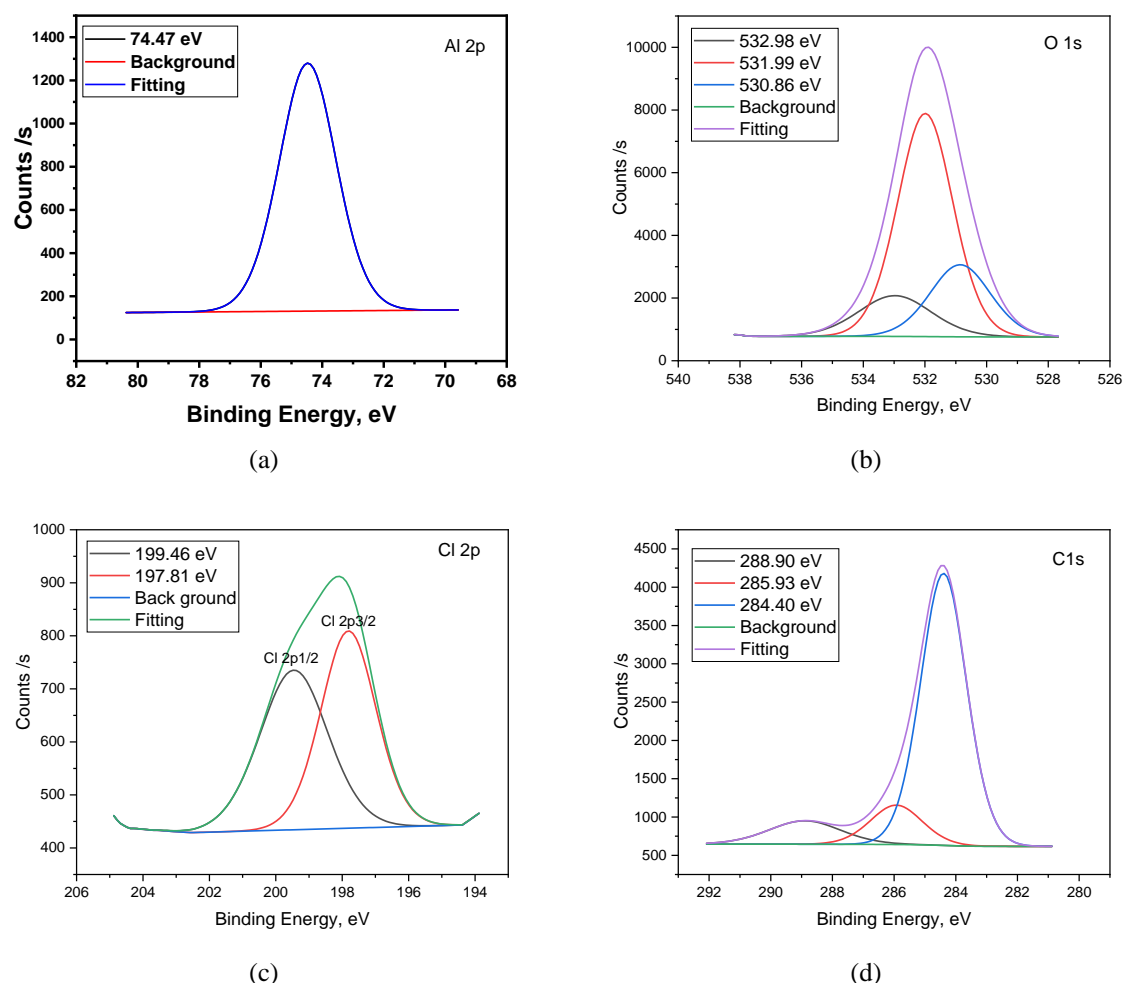 74.47 eV
Background
Fitting
Al 2p
1400
1200
1000
800
600
400
200
0
Counts /s
82 80 78 76 74 72 70 68
Binding Energy, eV
(a)
532.98 eV
531.99 eV
530.86 eV
Background
Fitting
O 1s
10000
8000
6000
4000
2000
0
Counts /s
540 538 536 534 532 530 528 526
Binding Energy, eV
(b)
199.46 eV
197.81 eV
Back ground
Fitting
Cl 2p
Cl 2p3/2
Cl 2p1/2
1000
900
800
700
600
500
400
Counts /s
206 204 202 200 198 196 194
Binding Energy, eV
(c)
288.90 eV
285.93 eV
284.40 eV
Background
Fitting
C1s
4500
4000
3500
3000
2500
2000
1500
1000
500
Counts /s
292 290 288 286 284 282 280
Binding Energy, eV
(d)